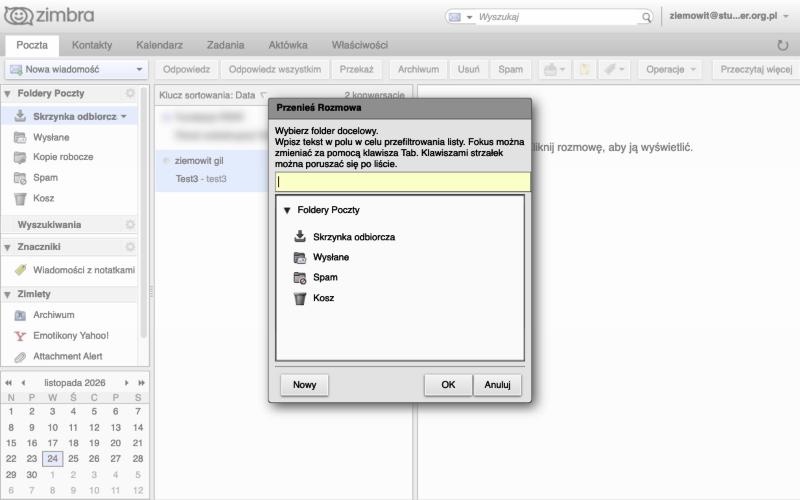 zimbra
Wyszukaj
ziemowit@stu...er.org.pl
Poczta Kontakty Kalendarz Zadania Aktówka Właściwości
Nowa wiadomość Odpowiedz Odpowiedz wszystkim Przekaż Archiwum Usuń Spam Operacje Przeczytaj więcej
Foldery Poczty
Skrzynka odbiorcz
Wysłane
Kopie robocze
Spam
Kosz
Wyszukiwania
Znaczniki
Wiadomości z notatkami
Zimlety
Archiwum
Emotikony Yahoo!
Attachment Alert
listopada 2026
N P W Ś C P S
1 2 3 4 5 6 7
8 9 10 11 12 13 14
15 16 17 18 19 20 21
22 23 24 25 26 27 28
29 30 1 2 3 4 5
6 7 8 9 10 11 12
Klucz sortowania: Data 2 konwersacje
ziemowit gil
Test3 - test3
liknij rozmowę, aby ją wyświetlić.
Przenieś Rozmowa
Wybierz folder docelowy.
Wpisz tekst w polu w celu przefiltrowania listy. Fokus można
zmieniać za pomocą klawisza Tab. Klawiszami strzałek
można poruszać się po liście.
Foldery Poczty
Skrzynka odbiorcza
Wysłane
Spam
Kosz
Nowy OK Anuluj